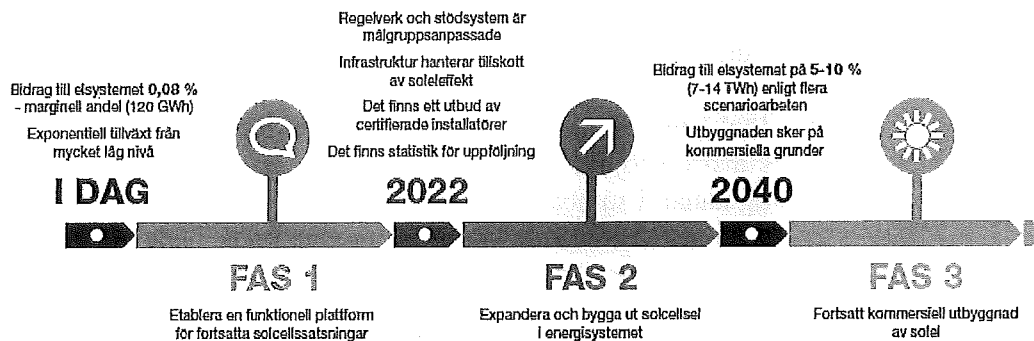 Bidrag till elsystemet 0,08 %
- marginell andel (120 GWh)
Exponentiell tillväxt från
mycket låg nivå
I DAG
FAS 1
Etablera en funktionell plattform
för fortsatta solcellssatsningar
Regelverk och stödsystem är
målgruppsanpassade
Infrastruktur hanterar tillskott
av soleleffekt
Det finns ett utbud av
certifierade installatörer
Det finns statistik för uppföljning
2022
FAS 2
Expandera och bygga ut solcellsel
i energisystemet
Bidrag till elsystemet på 5-10 %
(7-14 TWh) enligt flera
scenarioarbeten
Utbyggnaden sker på
kommersiella grunder
2040
FAS 3
Fortsatt kommersiell utbyggnad
av solel